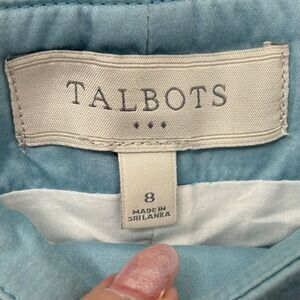 TALBOTS
8
MADE IN
SRI LANKA